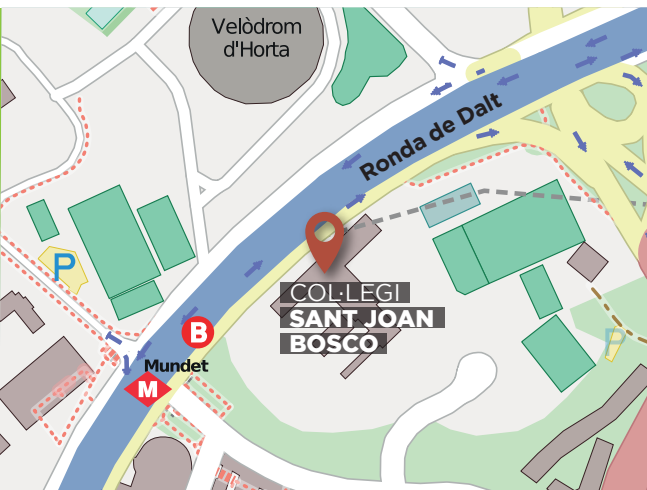 Velòdrom
d'Horta
Ronda de Dalt
P
COL·LEGI
SANT JOAN
BOSCO
B
Mundet
M
P